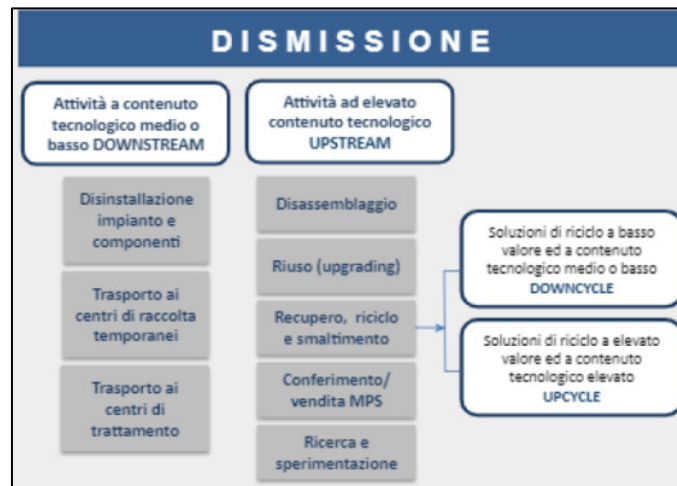 DISMISSIONE
Attività a contenuto
tecnologico medio o
basso DOWNSTREAM
Disinstallazione
impianto e
componenti
Trasporto ai
centri di raccolta
temporanei
Trasporto ai
centri di
trattamento
Attività ad elevato
contenuto tecnologico
UPSTREAM
Disassemblaggio
Riuso (upgrading)
Recupero, riciclo
e smaltimento
Conferimento/
vendita MPS
Ricerca e
sperimentazione
Soluzioni di riciclo a basso
valore ed a contenuto
tecnologico medio o basso
DOWNCYCLE
Soluzioni di riciclo a elevato
valore ed a contenuto
tecnologico elevato
UPCYCLE